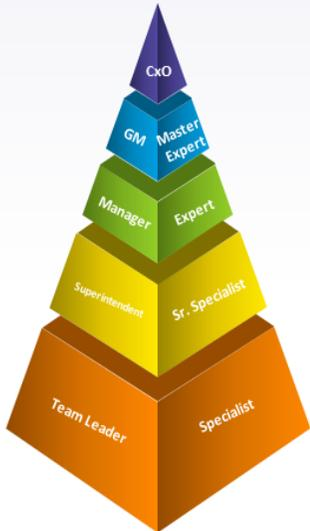 CxO
GM
Master
Expert
Manager
Expert
Superintendent
Sr. Specialist
Team Leader
Specialist